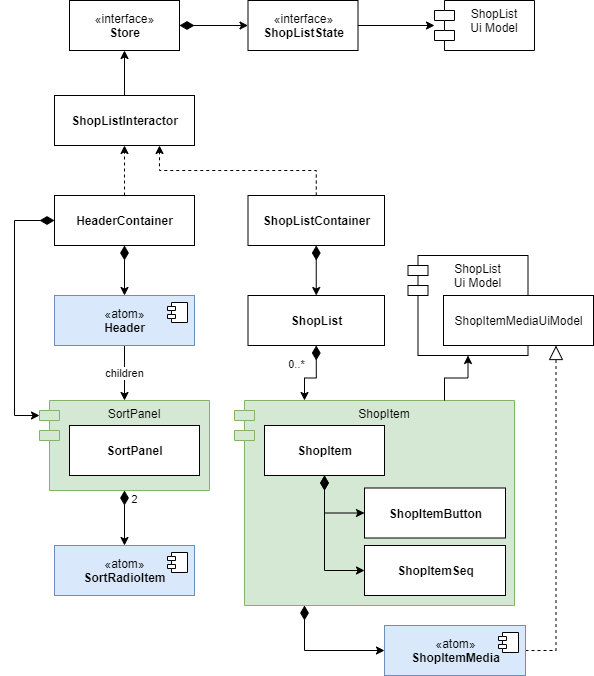 «interface»
Store
«interface»
ShopListState
ShopList
Ui Model
ShopListInteractor
HeaderContainer
ShopListContainer
«atom»
Header
ShopList
ShopList
Ui Model
ShopItemMediaUiModel
children
0..*
SortPanel
SortPanel
ShopItem
ShopItem
2
ShopItemButton
«atom»
SortRadioItem
ShopItemSeq
«atom»
ShopItemMedia